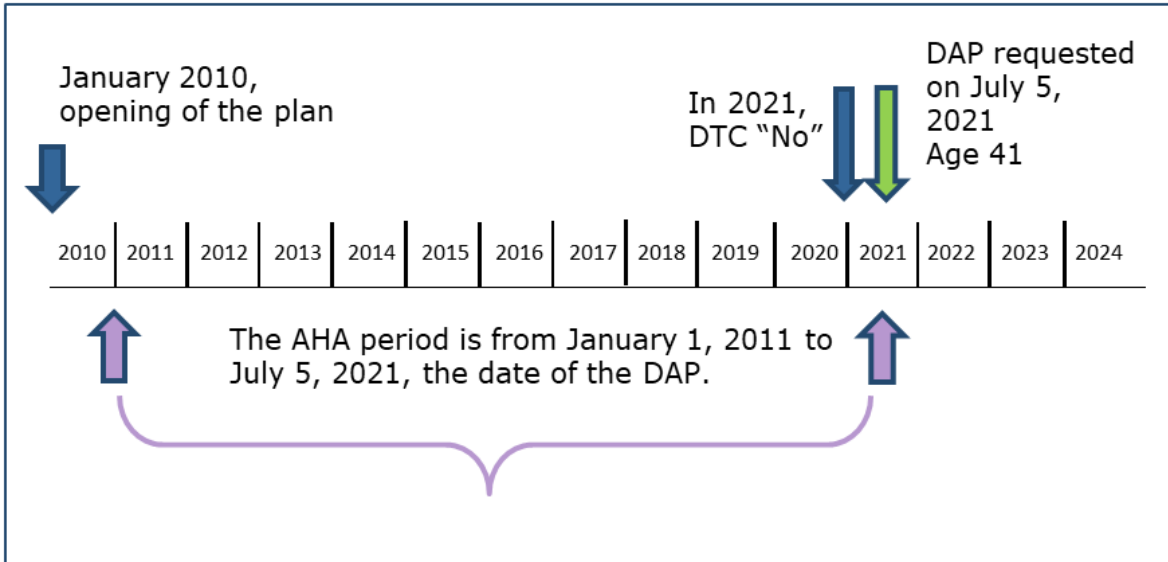 January 2010,
opening of the plan
In 2021,
DTC “No”
DAP requested
on July 5,
2021
Age 41
2010 2011 2012 2013 2014 2015 2016 2017 2018 2019 2020 2021 2022 2023 2024
The AHA period is from January 1, 2011 to
July 5, 2021, the date of the DAP.